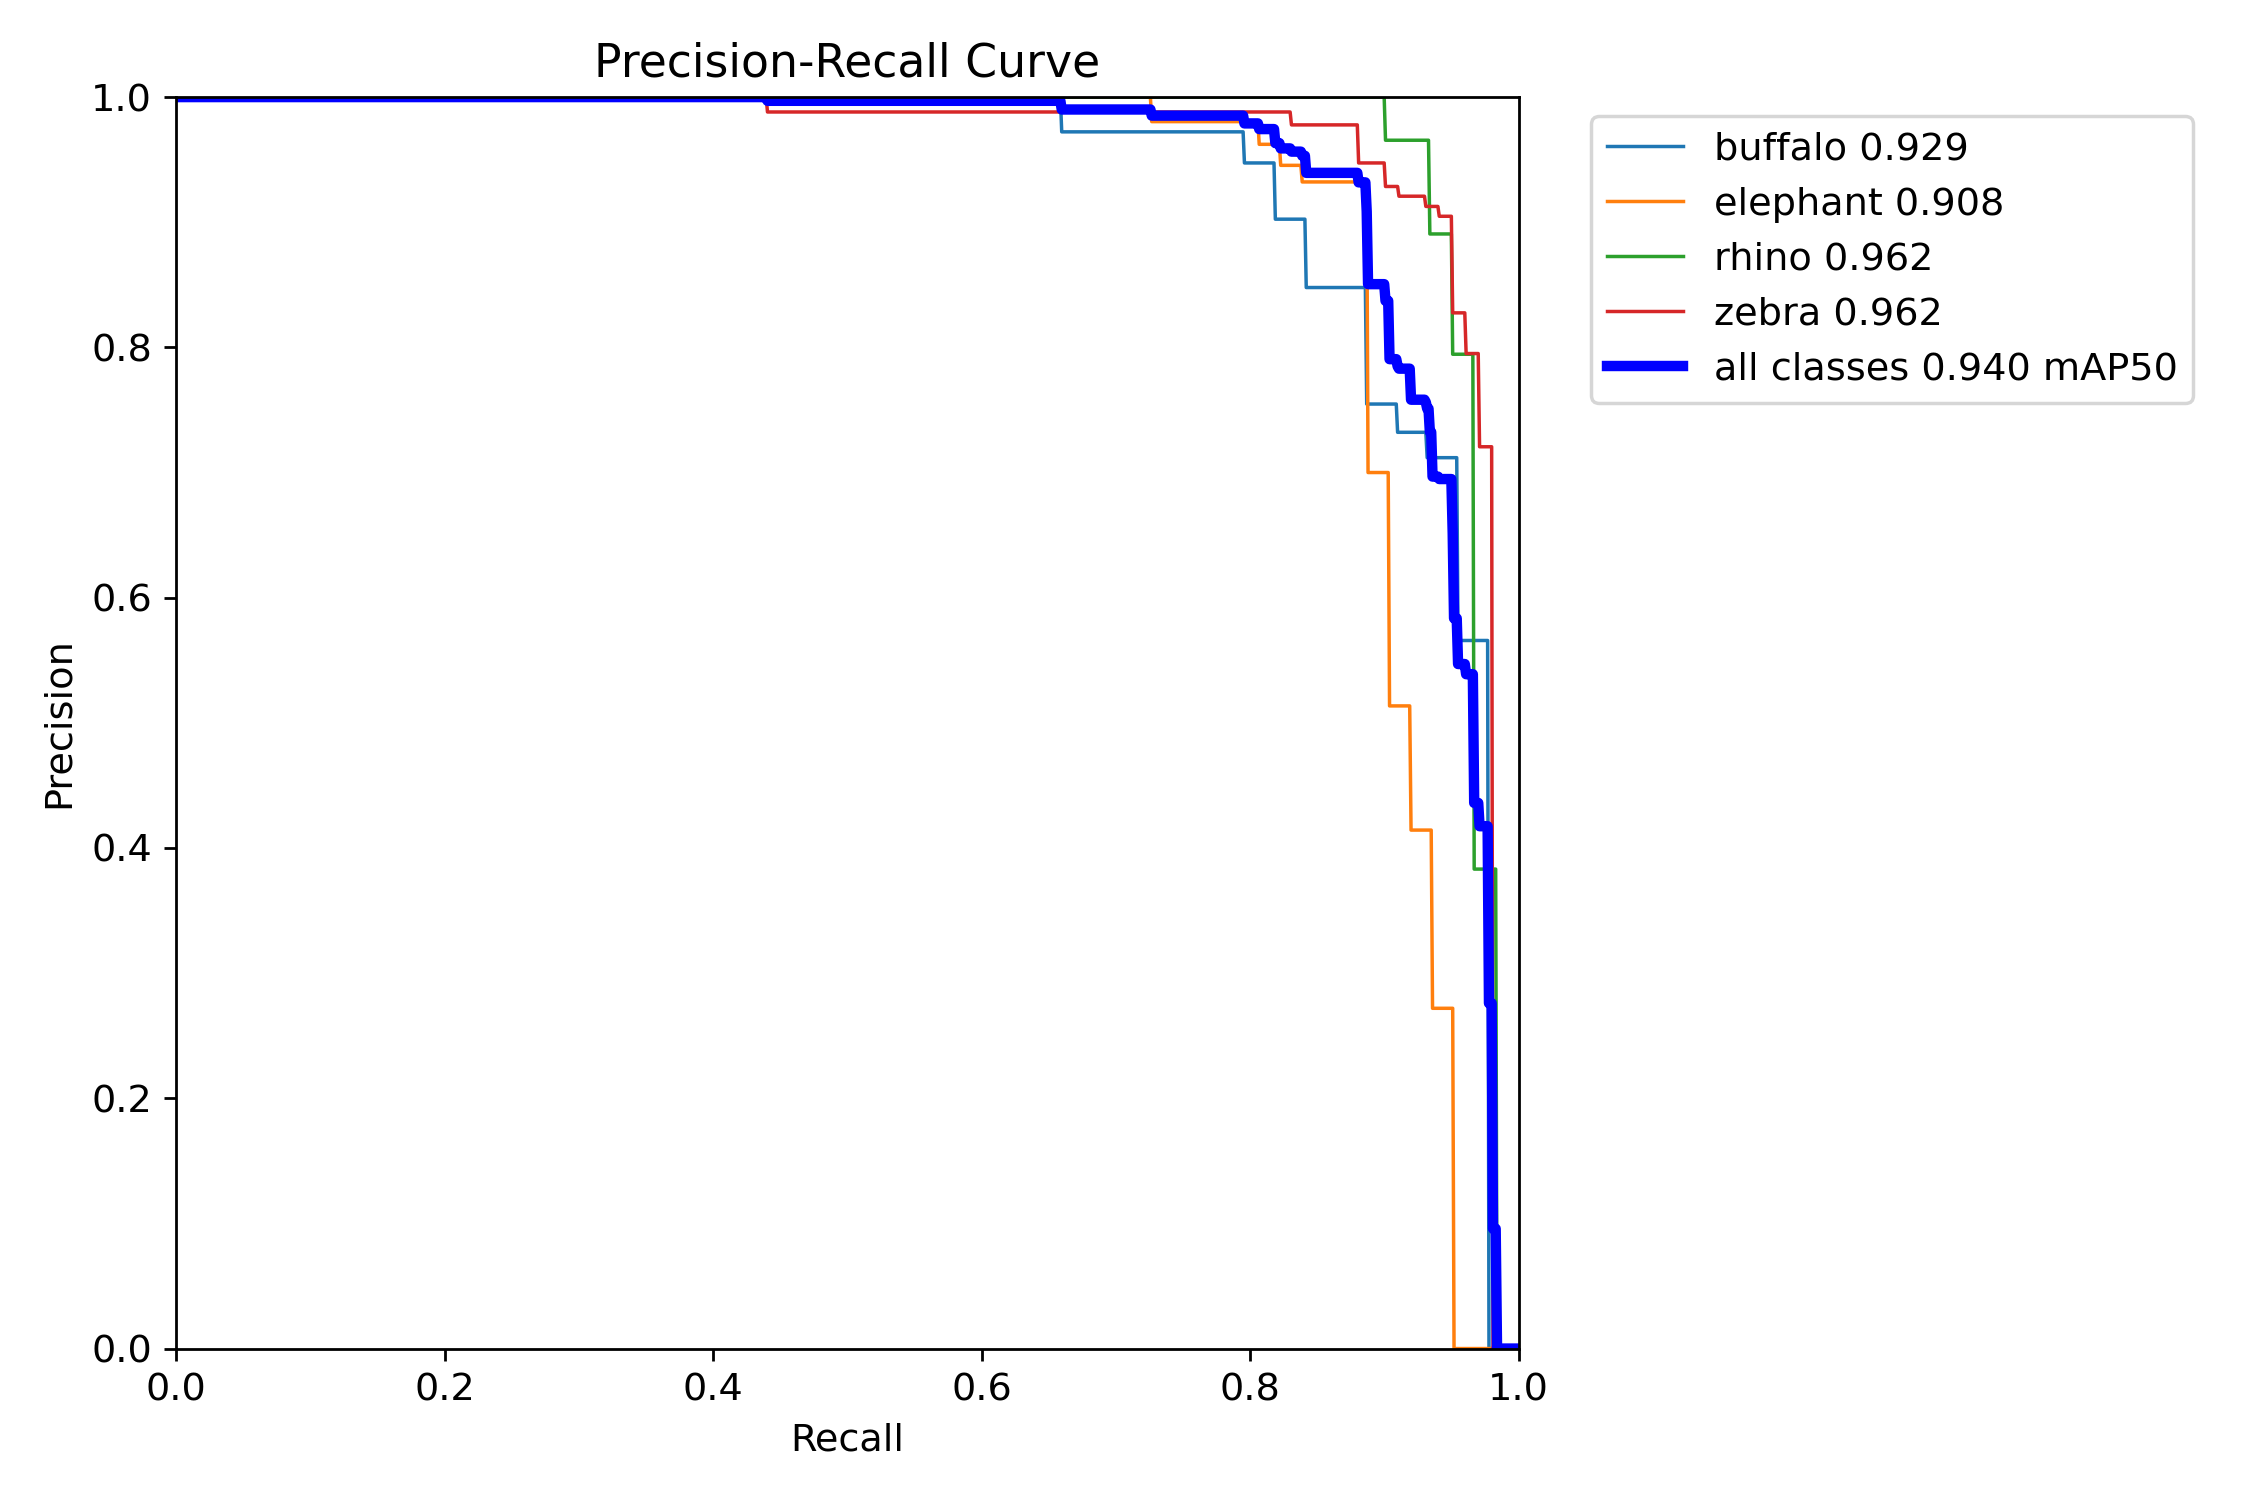 Precision-Recall Curve
1.0
0.8
0.6
0.4
0.2
0.0
Precision
0.0 0.2 0.4 0.6 0.8 1.0
Recall
buffalo 0.929
elephant 0.908
rhino 0.962
zebra 0.962
all classes 0.940 mAP50